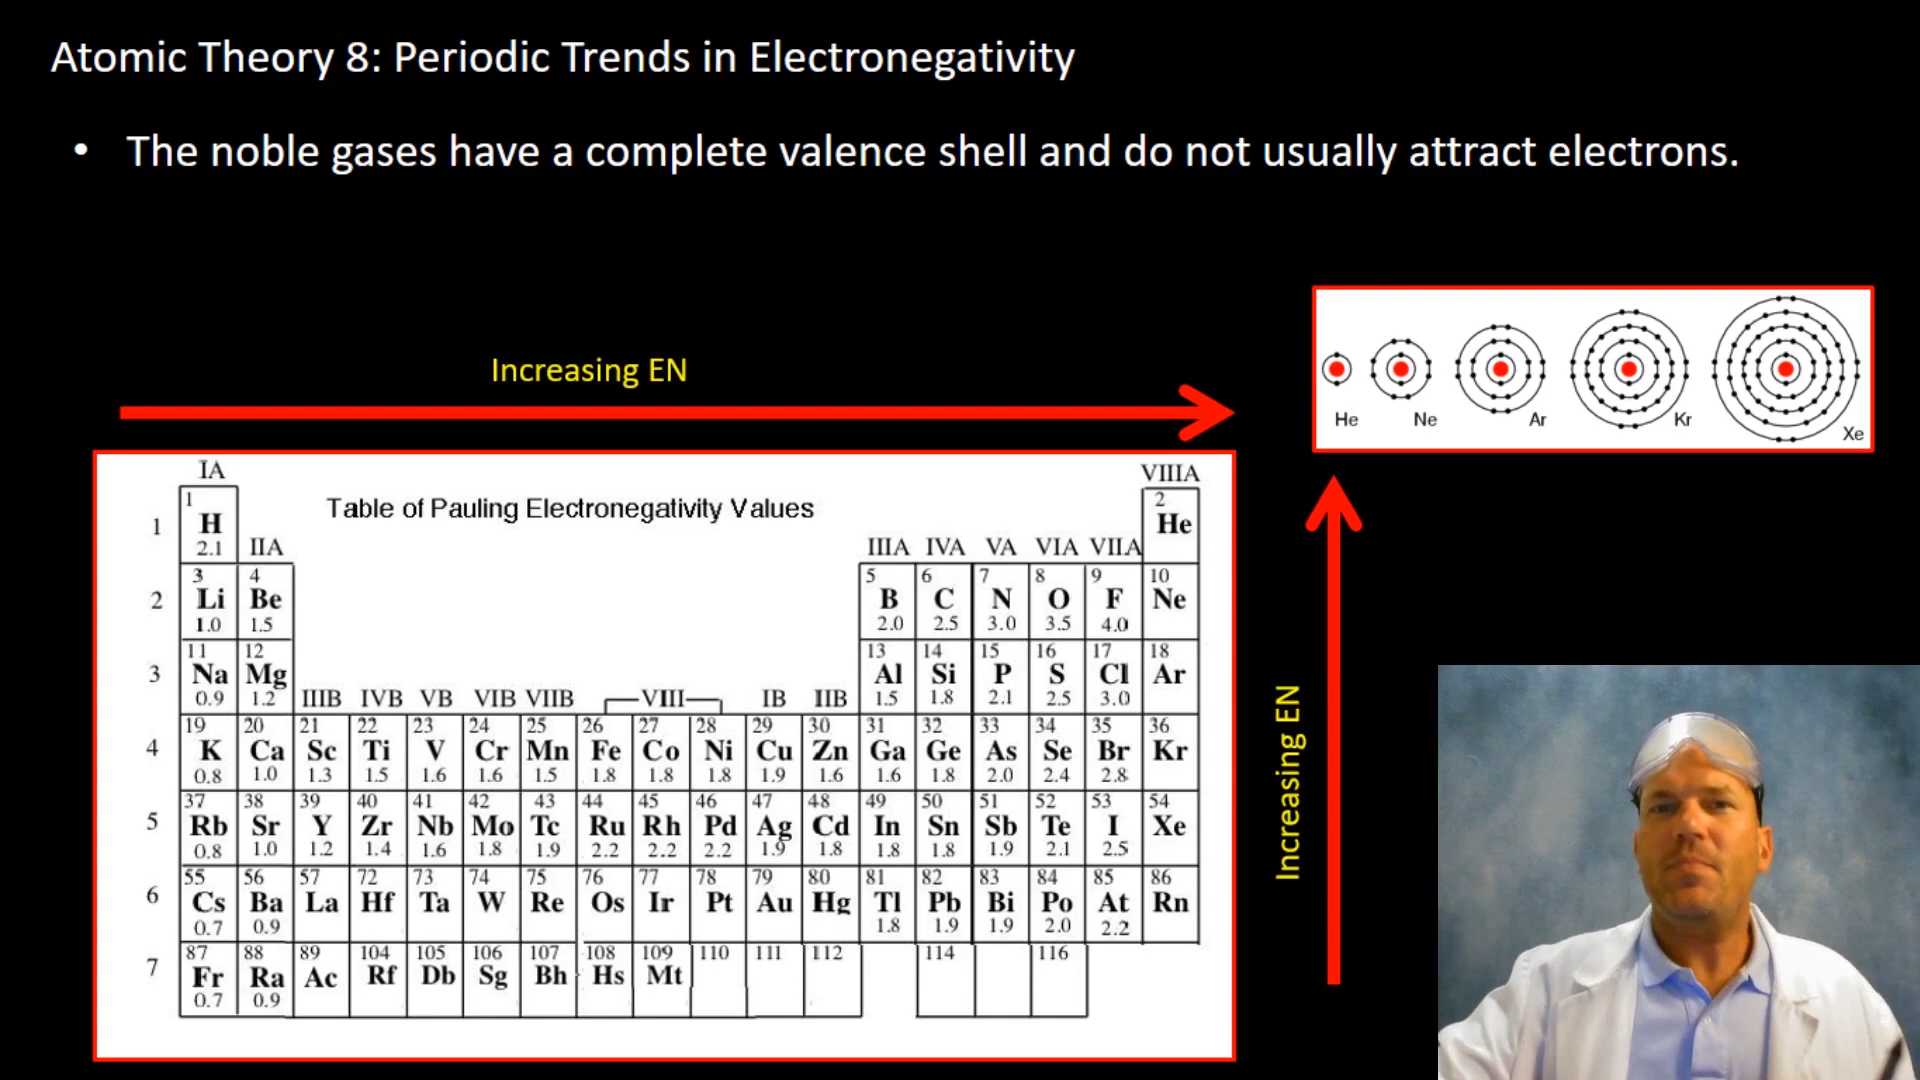 Atomic Theory 8: Periodic Trends in Electronegativity
• The noble gases have a complete valence shell and do not usually attract electrons.
Increasing EN
He Ne Ar Kr Xe
IA VIIIA
Table of Pauling Electronegativity Values
1 2
1 H He
2.1 IIA IIIA IVA VA VIA VIIA
3 4 5 6 7 8 9 10
2 Li Be B C N O F Ne
1.0 1.5 2.0 2.5 3.0 3.5 4.0
11 12 13 14 15 16 17 18
3 Na Mg Al Si P S Cl Ar
0.9 1.2 IIIB IVB VB VIB VIIB VIII IB IIB 1.5 1.8 2.1 2.5 3.0
19 20 21 22 23 24 25 26 27 28 29 30 31 32 33 34 35 36
4 K Ca Sc Ti V Cr Mn Fe Co Ni Cu Zn Ga Ge As Se Br Kr
0.8 1.0 1.3 1.5 1.6 1.6 1.5 1.8 1.8 1.8 1.9 1.6 1.6 1.8 2.0 2.4 2.8
37 38 39 40 41 42 43 44 45 46 47 48 49 50 51 52 53 54
5 Rb Sr Y Zr Nb Mo Tc Ru Rh Pd Ag Cd In Sn Sb Te I Xe
0.8 1.0 1.2 1.4 1.6 1.8 1.9 2.2 2.2 2.2 1.9 1.8 1.8 1.8 1.9 2.1 2.5
55 56 57 72 73 74 75 76 77 78 79 80 81 82 83 84 85 86
6 Cs Ba La Hf Ta W Re Os Ir Pt Au Hg Tl Pb Bi Po At Rn
0.7 0.9 1.8 1.9 1.9 2.0 2.2
87 88 89 104 105 106 107 108 109 110 111 112 114 116
7 Fr Ra Ac Rf Db Sg Bh Hs Mt
0.7 0.9
Increasing EN